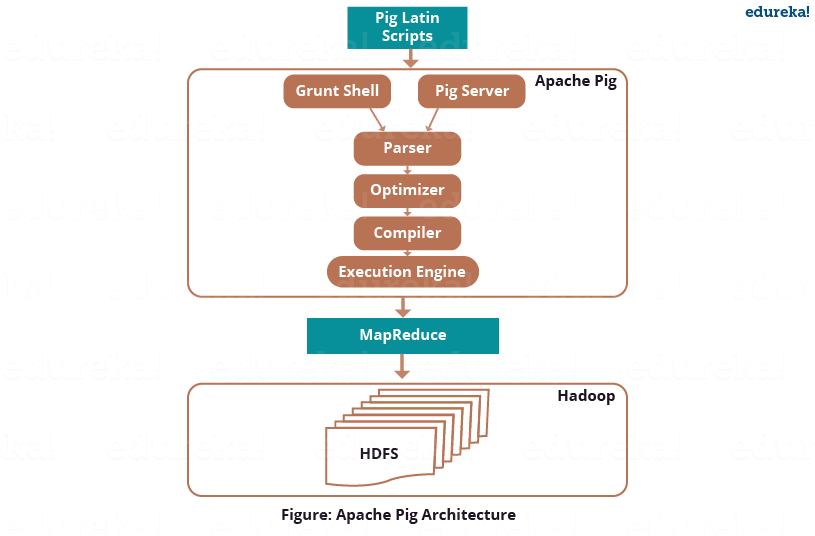 edureka!
Pig Latin
Scripts
Apache Pig
Grunt Shell
Pig Server
Parser
Optimizer
Compiler
Execution Engine
MapReduce
Hadoop
HDFS
Figure: Apache Pig Architecture